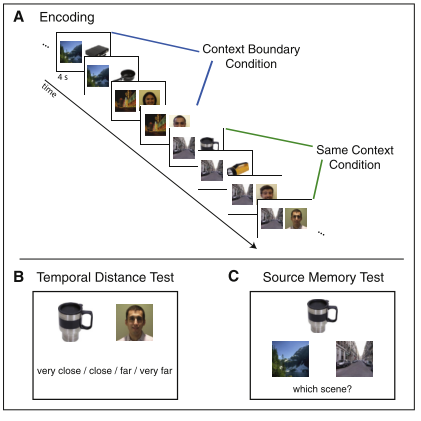 A Encoding
...
Context Boundary
Condition
4 s
time
Same Context
Condition
...
B Temporal Distance Test
very close / close / far / very far
C Source Memory Test
which scene?